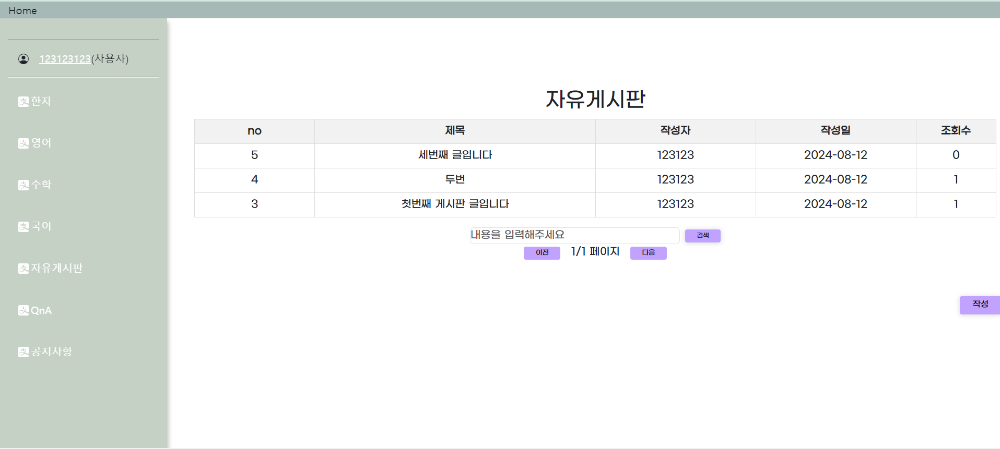 Home
123123123(사용자)
한자
영어
수학
국어
자유게시판
QnA
공지사항
자유게시판
no 제목 작성자 작성일 조회수
5 세번째 글입니다 123123 2024-08-12 0
4 두번 123123 2024-08-12 1
3 첫번째 게시판 글입니다 123123 2024-08-12 1
내용을 입력해주세요 검색
이전 1/1 페이지 다음
작성